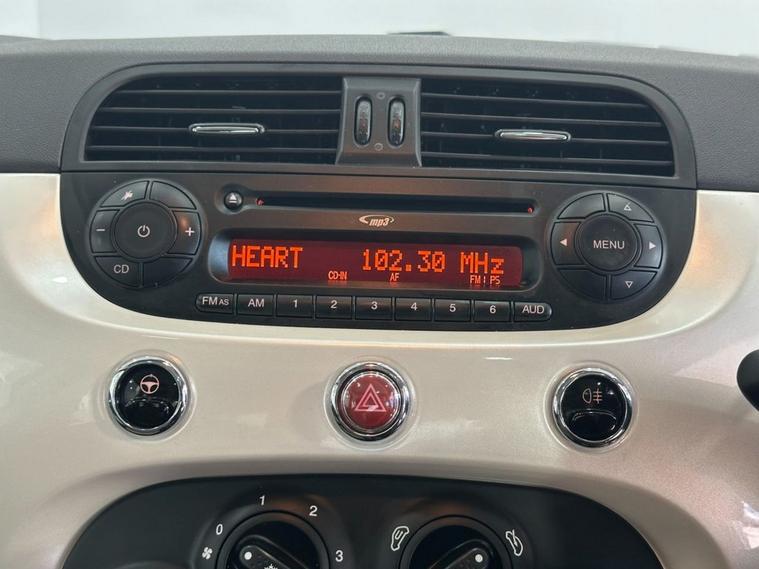 mp3
HEART 102.30 MHz
CD-IN AF FM1 PS
CD
MENU
FM AS AM 1 2 3 4 5 6 AUD
0 1 2 3